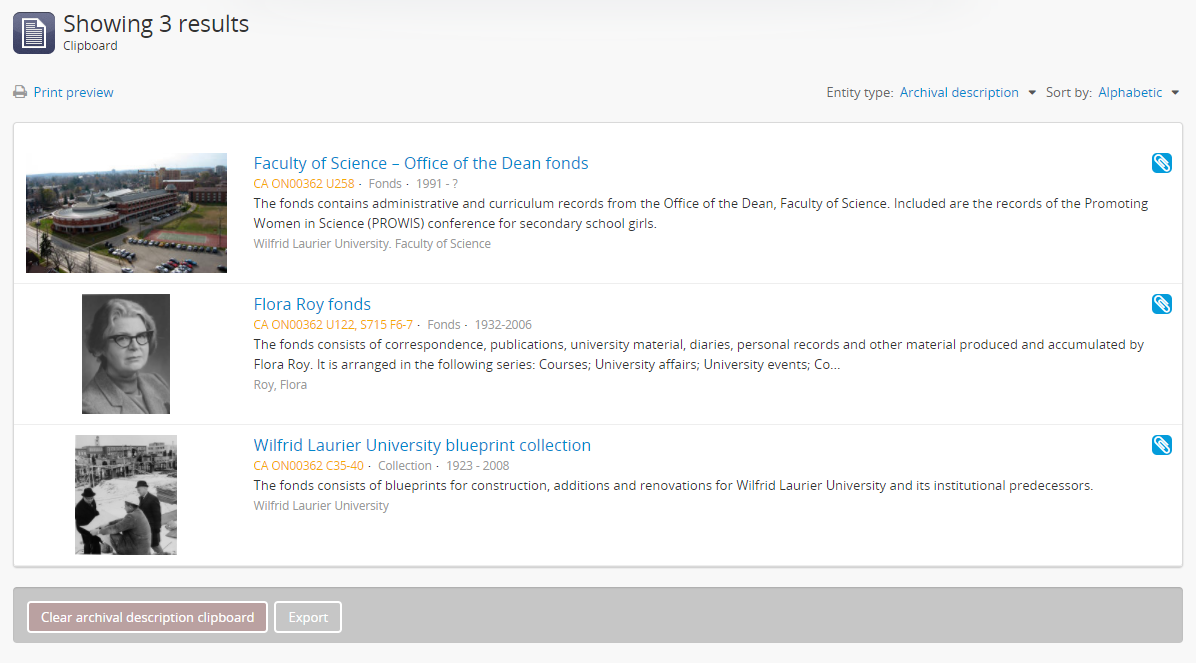 Showing 3 results
Clipboard
Print preview
Entity type: Archival description Sort by: Alphabetic
Faculty of Science – Office of the Dean fonds
CA ON00362 U258 · Fonds · 1991 - ?
The fonds contains administrative and curriculum records from the Office of the Dean, Faculty of Science. Included are the records of the Promoting
Women in Science (PROWIS) conference for secondary school girls.
Wilfrid Laurier University. Faculty of Science
Flora Roy fonds
CA ON00362 U122, S715 F6-7 · Fonds · 1932-2006
The fonds consists of correspondence, publications, university material, diaries, personal records and other material produced and accumulated by
Flora Roy. It is arranged in the following series: Courses; University affairs; University events; Co...
Roy, Flora
Wilfrid Laurier University blueprint collection
CA ON00362 C35-40 · Collection · 1923 - 2008
The fonds consists of blueprints for construction, additions and renovations for Wilfrid Laurier University and its institutional predecessors.
Wilfrid Laurier University
Clear archival description clipboard Export